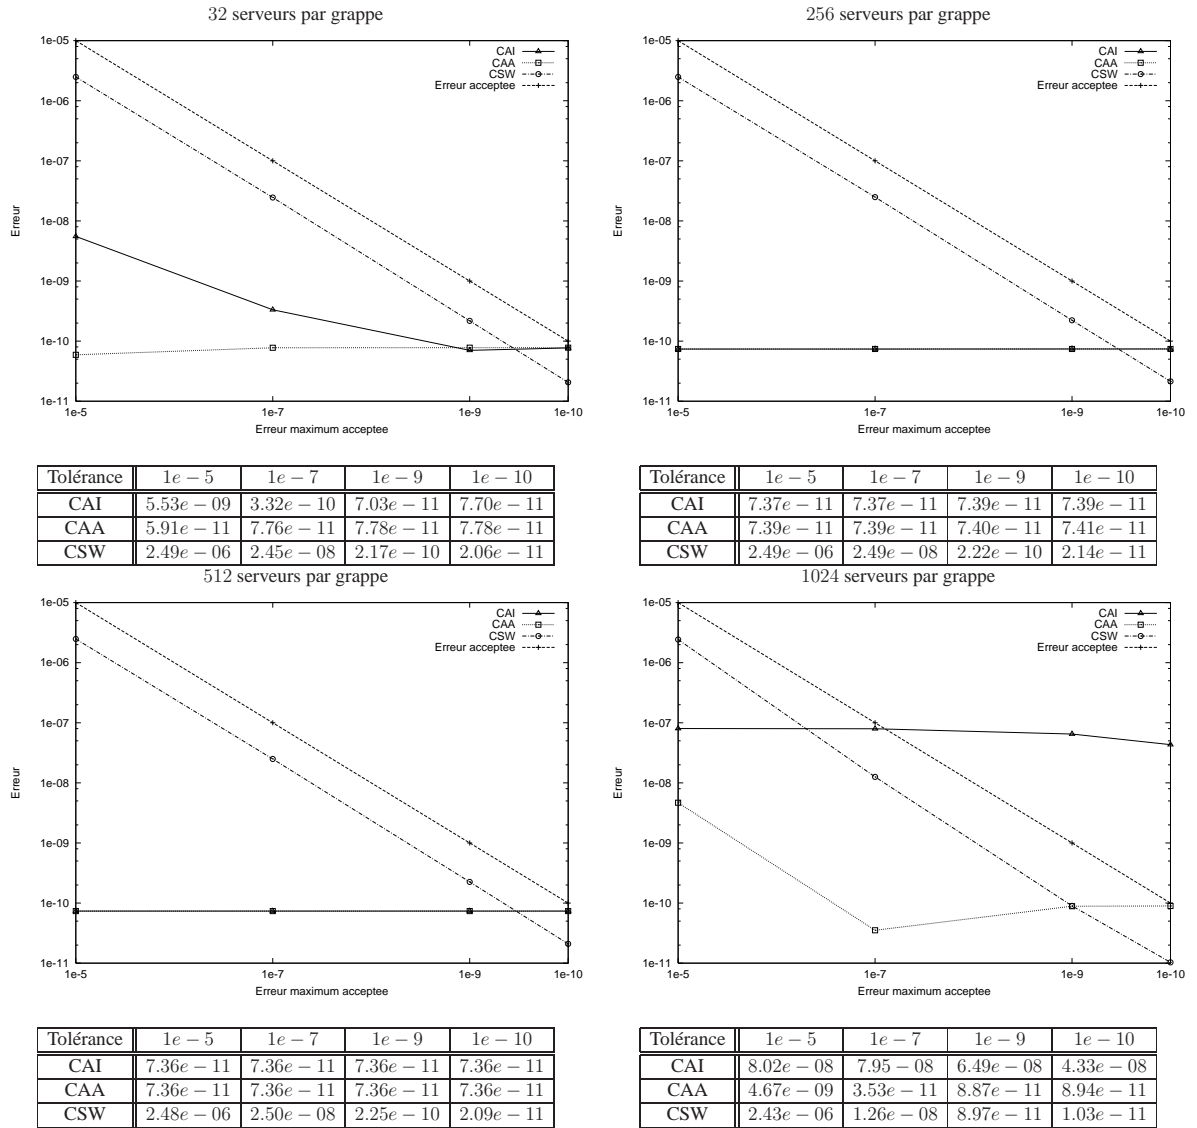 32 serveurs par grappe
1e-05
1e-06
1e-07
1e-08
1e-09
1e-10
1e-11
Erreur
CAI
CAA
CSW
Erreur acceptee
1e-5 1e-7 1e-9 1e-10
Erreur maximum acceptee
Tolérance 1e − 5 1e − 7 1e − 9 1e − 10
CAI 5.53e − 09 3.32e − 10 7.03e − 11 7.70e − 11
CAA 5.91e − 11 7.76e − 11 7.78e − 11 7.78e − 11
CSW 2.49e − 06 2.45e − 08 2.17e − 10 2.06e − 11
256 serveurs par grappe
1e-05
1e-06
1e-07
1e-08
1e-09
1e-10
1e-11
Erreur
CAI
CAA
CSW
Erreur acceptee
1e-5 1e-7 1e-9 1e-10
Erreur maximum acceptee
Tolérance 1e − 5 1e − 7 1e − 9 1e − 10
CAI 7.37e − 11 7.37e − 11 7.39e − 11 7.39e − 11
CAA 7.39e − 11 7.39e − 11 7.40e − 11 7.41e − 11
CSW 2.49e − 06 2.49e − 08 2.22e − 10 2.14e − 11
512 serveurs par grappe
1e-05
1e-06
1e-07
1e-08
1e-09
1e-10
1e-11
Erreur
CAI
CAA
CSW
Erreur acceptee
1e-5 1e-7 1e-9 1e-10
Erreur maximum acceptee
Tolérance 1e − 5 1e − 7 1e − 9 1e − 10
CAI 7.36e − 11 7.36e − 11 7.36e − 11 7.36e − 11
CAA 7.36e − 11 7.36e − 11 7.36e − 11 7.36e − 11
CSW 2.48e − 06 2.50e − 08 2.25e − 10 2.09e − 11
1024 serveurs par grappe
1e-05
1e-06
1e-07
1e-08
1e-09
1e-10
1e-11
Erreur
CAI
CAA
CSW
Erreur acceptee
1e-5 1e-7 1e-9 1e-10
Erreur maximum acceptee
Tolérance 1e − 5 1e − 7 1e − 9 1e − 10
CAI 8.02e − 08 7.95 − 08 6.49e − 08 4.33e − 08
CAA 4.67e − 09 3.53e − 11 8.87e − 11 8.94e − 11
CSW 2.43e − 06 1.26e − 08 8.97e − 11 1.03e − 11